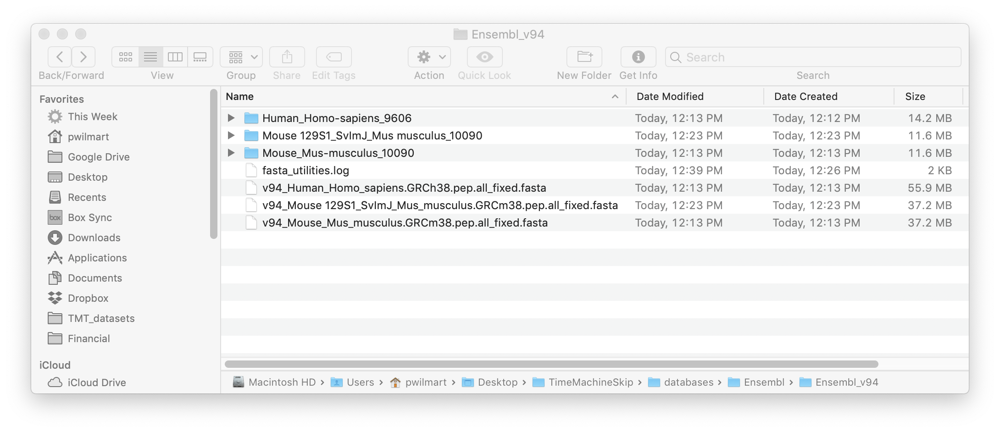 Ensembl_v94
Back/Forward View Group Share Edit Tags Action Quick Look New Folder Get Info Search
Search
Favorites
This Week
pwilmart
Google Drive
Desktop
Recents
box Box Sync
Downloads
Applications
Documents
Dropbox
TMT_datasets
Financial
iCloud
iCloud Drive
Name Date Modified Date Created Size
Human_Homo-sapiens_9606 Today, 12:13 PM Today, 12:12 PM 14.2 MB
Mouse 129S1_SvImJ_Mus musculus_10090 Today, 12:23 PM Today, 12:23 PM 11.6 MB
Mouse_Mus-musculus_10090 Today, 12:13 PM Today, 12:13 PM 11.6 MB
fasta_utilities.log Today, 12:39 PM Today, 12:26 PM 2 KB
v94_Human_Homo_sapiens.GRCh38.pep.all_fixed.fasta Today, 12:13 PM Today, 12:13 PM 55.9 MB
v94_Mouse 129S1_SvImJ_Mus_musculus.GRCm38.pep.all_fixed.fasta Today, 12:23 PM Today, 12:23 PM 37.2 MB
v94_Mouse_Mus_musculus.GRCm38.pep.all_fixed.fasta Today, 12:13 PM Today, 12:13 PM 37.2 MB
Macintosh HD › Users › pwilmart › Desktop › TimeMachineSkip › databases › Ensembl › Ensembl_v94